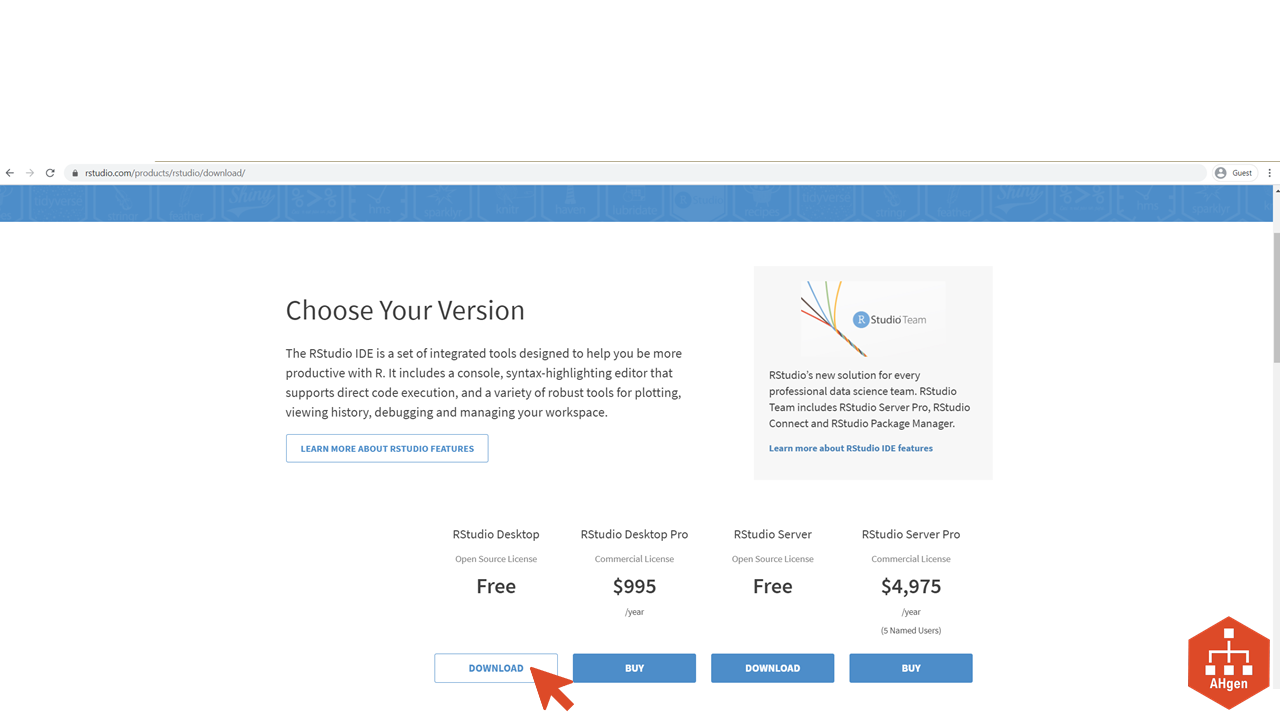 rstudio.com/products/rstudio/download/
Guest
tidyverse
Shiny
Choose Your Version
The RStudio IDE is a set of integrated tools designed to help you be more
productive with R. It includes a console, syntax-highlighting editor that
supports direct code execution, and a variety of robust tools for plotting,
viewing history, debugging and managing your workspace.
LEARN MORE ABOUT RSTUDIO FEATURES
R Studio Team
RStudio's new solution for every
professional data science team. RStudio
Team includes RStudio Server Pro, RStudio
Connect and RStudio Package Manager.
Learn more about RStudio IDE features
RStudio Desktop RStudio Desktop Pro RStudio Server RStudio Server Pro
Open Source License Commercial License Open Source License Commercial License
Free $995 Free $4,975
/year /year
(5 Named Users)
DOWNLOAD BUY DOWNLOAD BUY
AHgen